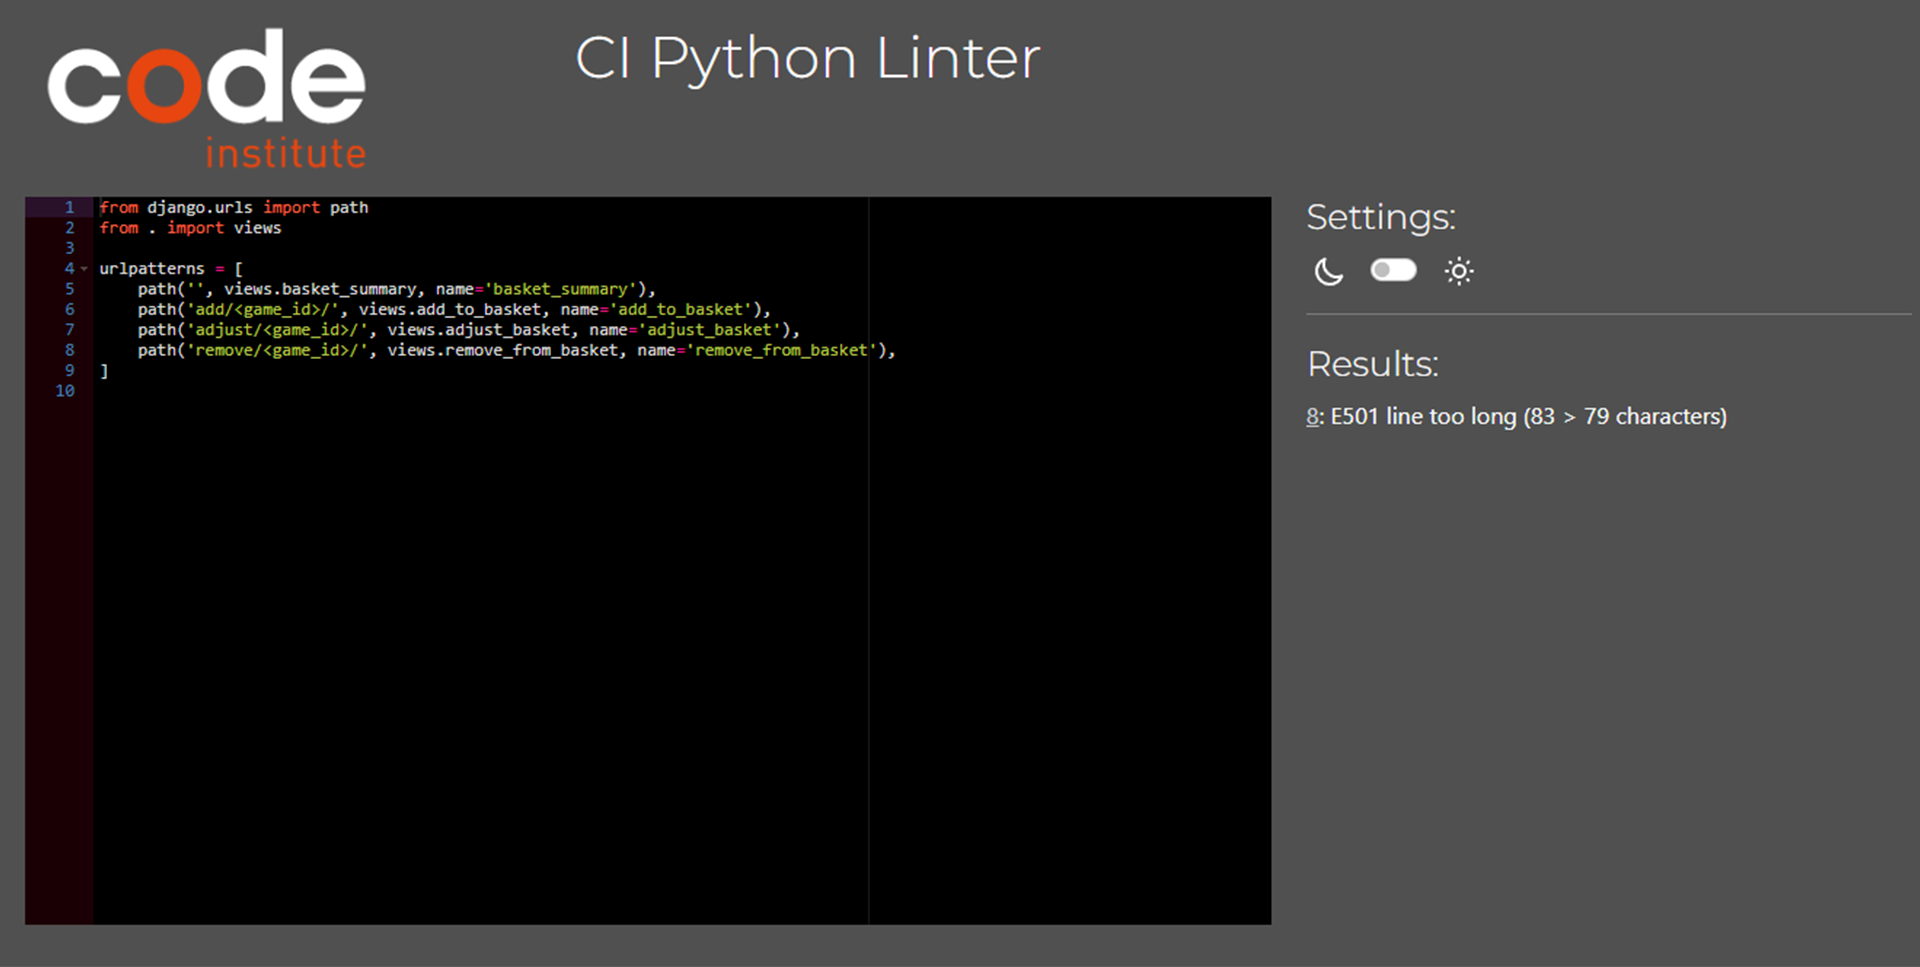 code
institute
CI Python Linter
1 from django.urls import path
2 from . import views
3
4 urlpatterns = [
5     path('', views.basket_summary, name='basket_summary'),
6     path('add/<game_id>/', views.add_to_basket, name='add_to_basket'),
7     path('adjust/<game_id>/', views.adjust_basket, name='adjust_basket'),
8     path('remove/<game_id>/', views.remove_from_basket, name='remove_from_basket'),
9 ]
10
Settings:
Results:
8: E501 line too long (83 > 79 characters)